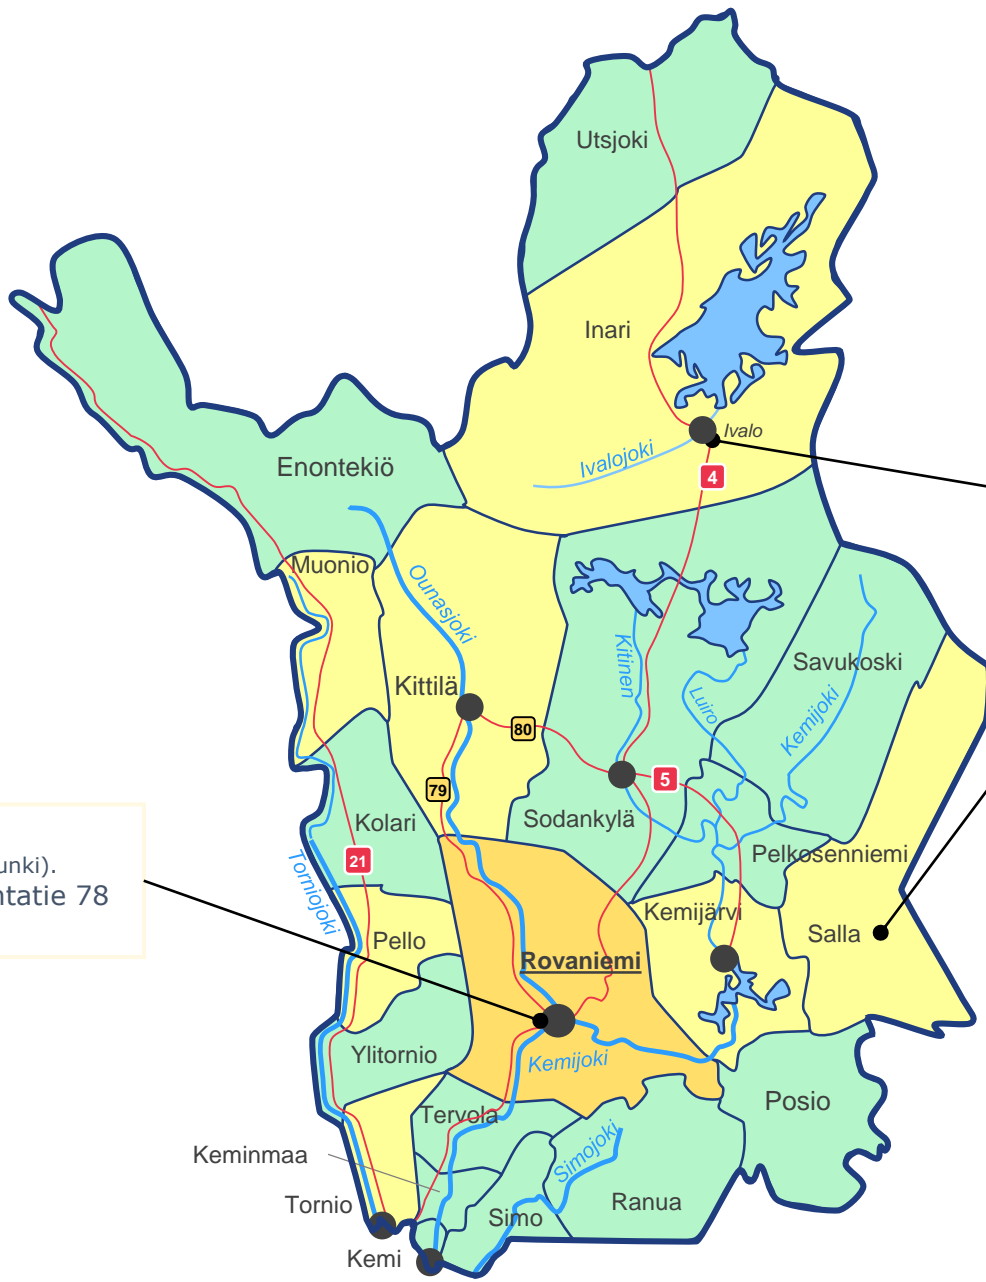 Utsjoki
Inari
Ivalo
Ivalojoki
4
Enontekiö
Muonio
Ounasjoki
Kittilä
80
79
Kitinen
Luiro
Savukoski
Kemijoki
5
Sodankylä
Kolari
21
Torniojoki
unki).
ntatie 78
Pelkosenniemi
Kemijärvi
Salla
Pello
Rovaniemi
Ylitornio
Kemijoki
Posio
Tervola
Keminmaa
Simojoki
Tornio
Simo
Ranua
Kemi